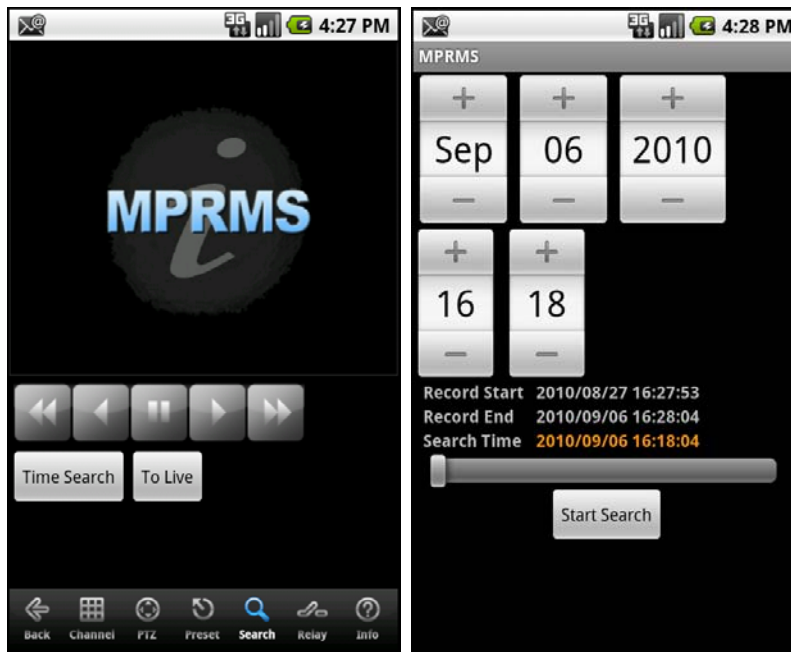 3G 4:27 PM
i
MPRMS
Time Search To Live
Back Channel PTZ Preset Search Relay Info
3G 4:28 PM
MPRMS
Sep 06 2010
16 18
Record Start 2010/08/27 16:27:53
Record End 2010/09/06 16:28:04
Search Time 2010/09/06 16:18:04
Start Search